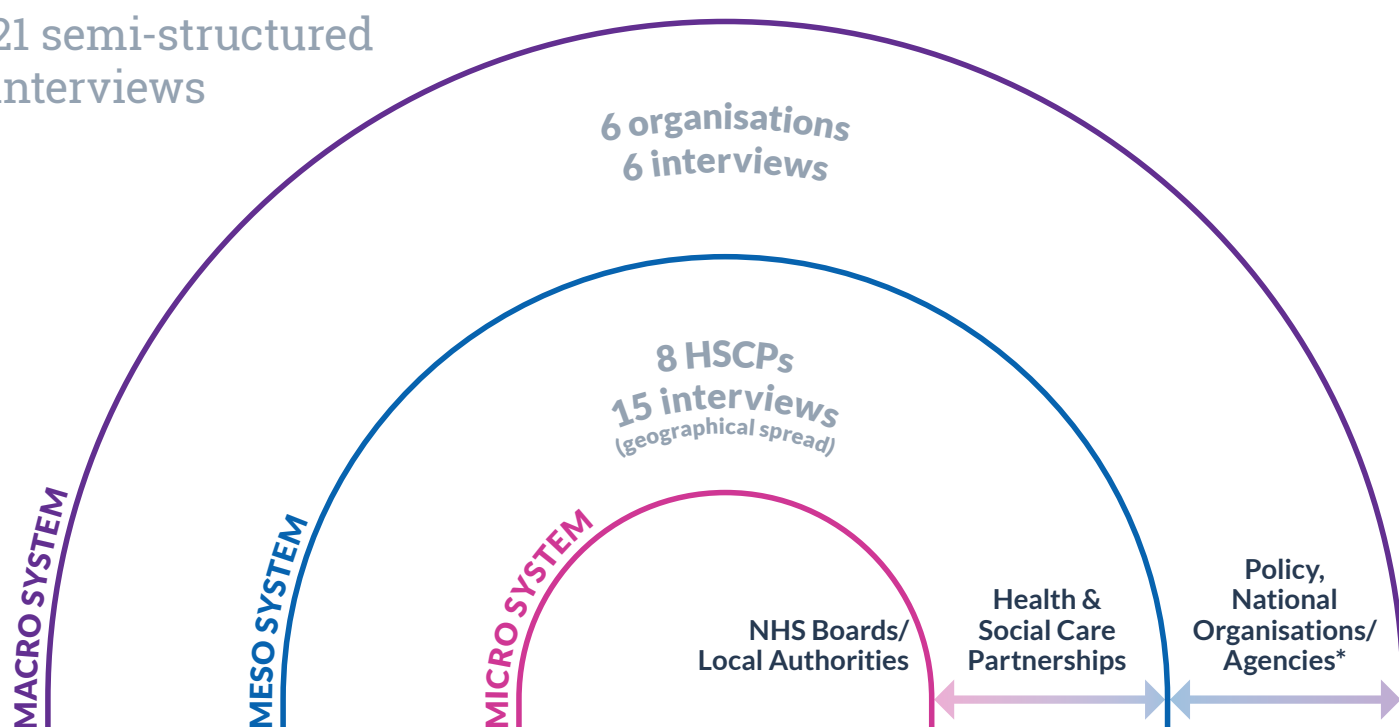 21 semi-structured
interviews
6 organisations
6 interviews
8 HSCPs
15 interviews
(geographical spread)
MACRO SYSTEM
MESO SYSTEM
MICRO SYSTEM
NHS Boards/
Local Authorities
Health &
Social Care
Partnerships
Policy,
National
Organisations/
Agencies*